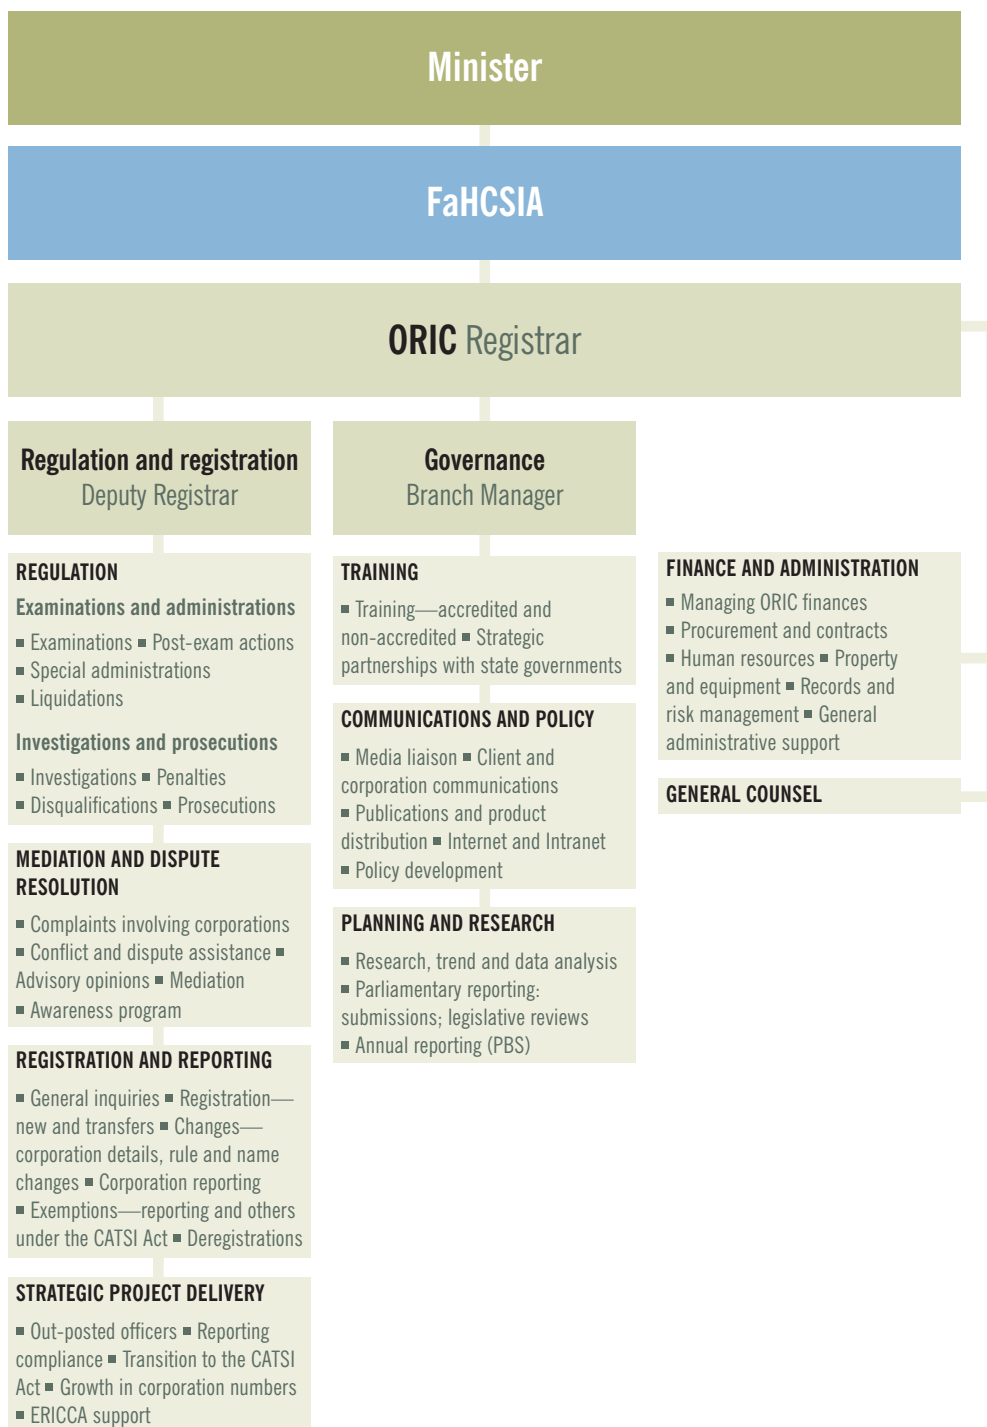 Minister
FaHCSIA
ORIC Registrar
Regulation and registration
Deputy Registrar
REGULATION
Examinations and administrations
▪ Examinations ▪ Post-exam actions
▪ Special administrations
▪ Liquidations
Investigations and prosecutions
▪ Investigations ▪ Penalties
▪ Disqualifications ▪ Prosecutions
MEDIATION AND DISPUTE
RESOLUTION
▪ Complaints involving corporations
▪ Conflict and dispute assistance ▪
Advisory opinions ▪ Mediation
▪ Awareness program
REGISTRATION AND REPORTING
▪ General inquiries ▪ Registration—
new and transfers ▪ Changes—
corporation details, rule and name
changes ▪ Corporation reporting
▪ Exemptions—reporting and others
under the CATSI Act ▪ Deregistrations
STRATEGIC PROJECT DELIVERY
▪ Out-posted officers ▪ Reporting
compliance ▪ Transition to the CATSI
Act ▪ Growth in corporation numbers
▪ ERICCA support
Governance
Branch Manager
TRAINING
▪ Training—accredited and
non-accredited ▪ Strategic
partnerships with state governments
COMMUNICATIONS AND POLICY
▪ Media liaison ▪ Client and
corporation communications
▪ Publications and product
distribution ▪ Internet and Intranet
▪ Policy development
PLANNING AND RESEARCH
▪ Research, trend and data analysis
▪ Parliamentary reporting:
submissions; legislative reviews
▪ Annual reporting (PBS)
FINANCE AND ADMINISTRATION
▪ Managing ORIC finances
▪ Procurement and contracts
▪ Human resources ▪ Property
and equipment ▪ Records and
risk management ▪ General
administrative support
GENERAL COUNSEL